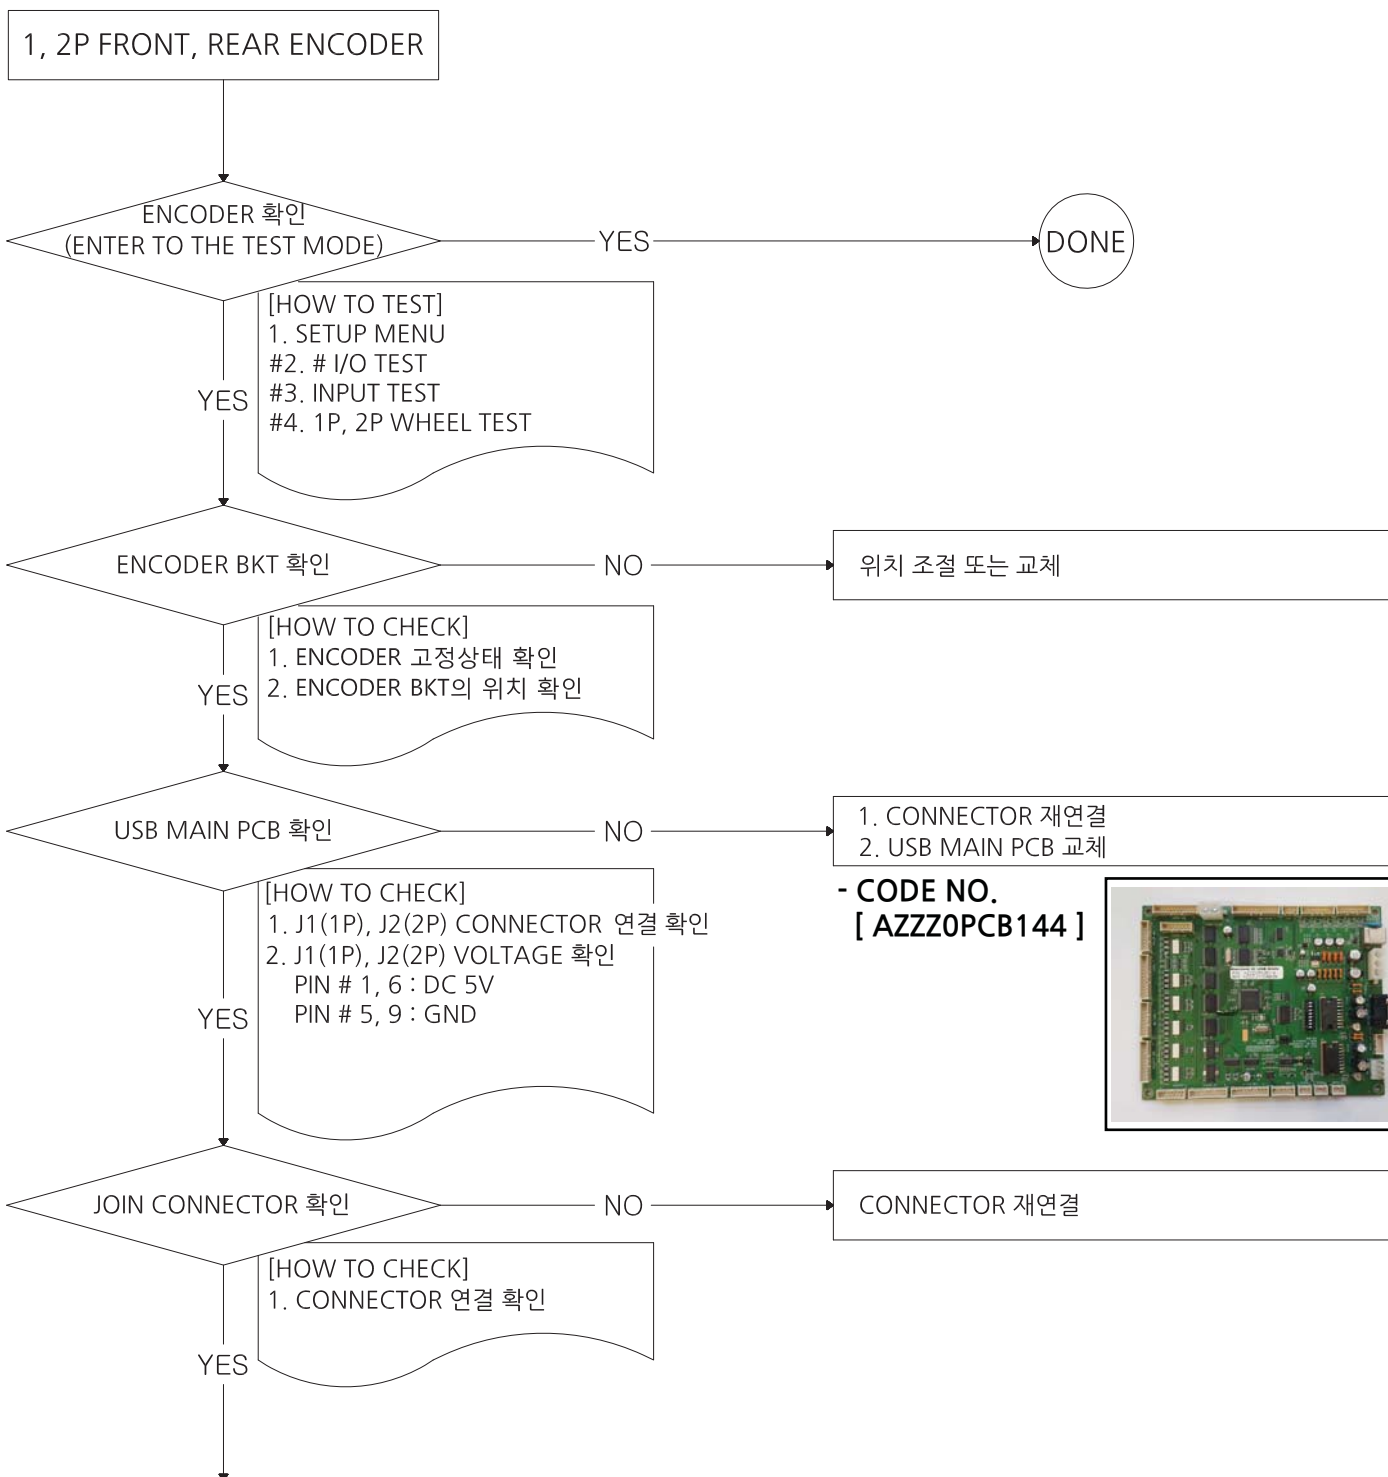 1, 2P FRONT, REAR ENCODER
ENCODER 확인
(ENTER TO THE TEST MODE)
YES
DONE
[HOW TO TEST]
1. SETUP MENU
#2. # I/O TEST
#3. INPUT TEST
#4. 1P, 2P WHEEL TEST
YES
ENCODER BKT 확인
NO
위치 조절 또는 교체
[HOW TO CHECK]
1. ENCODER 고정상태 확인
2. ENCODER BKT의 위치 확인
YES
USB MAIN PCB 확인
NO
1. CONNECTOR 재연결
2. USB MAIN PCB 교체
- CODE NO.
[ AZZZ0PCB144 ]
[HOW TO CHECK]
1. J1(1P), J2(2P) CONNECTOR 연결 확인
2. J1(1P), J2(2P) VOLTAGE 확인
PIN # 1, 6 : DC 5V
PIN # 5, 9 : GND
YES
JOIN CONNECTOR 확인
NO
CONNECTOR 재연결
[HOW TO CHECK]
1. CONNECTOR 연결 확인
YES